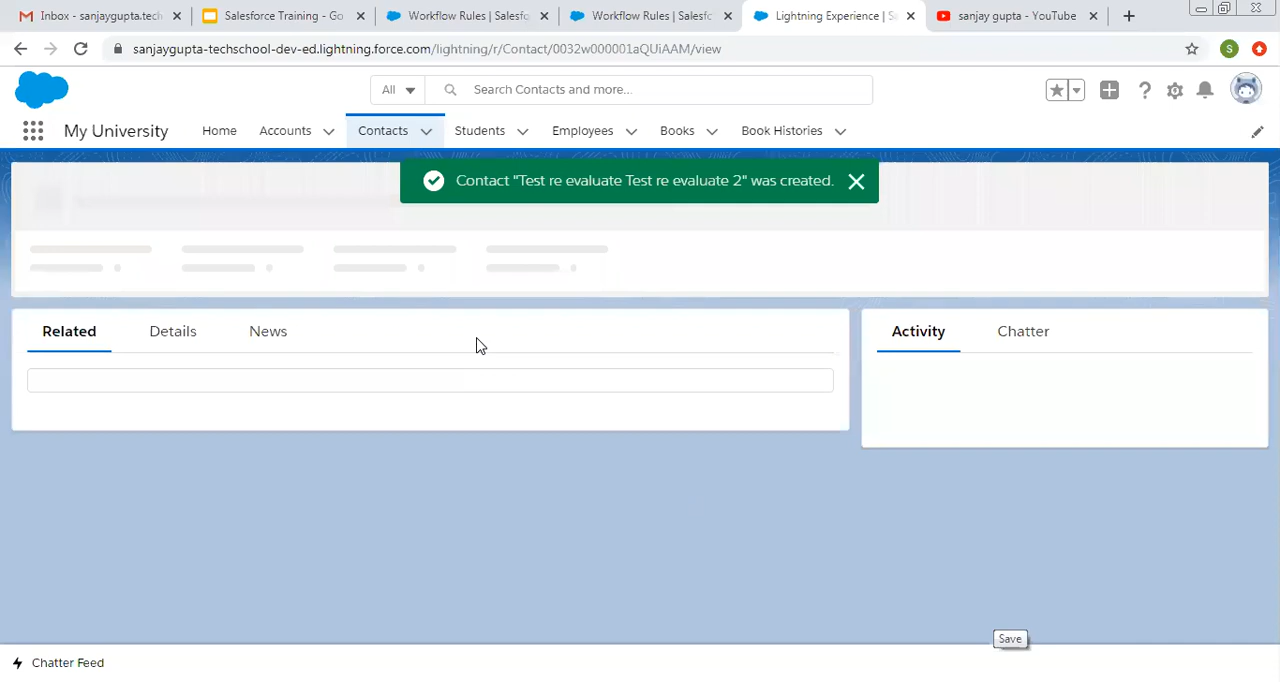 Inbox - sanjaygupta.tech
Salesforce Training - Go
Workflow Rules | Salesfo
Workflow Rules | Salesfo
Lightning Experience | S
sanjay gupta - YouTube
sanjaygupta-techschool-dev-ed.lightning.force.com/lightning/r/Contact/0032w000001aQUiAAM/view
S
All
Search Contacts and more...
My University
Home
Accounts
Contacts
Students
Employees
Books
Book Histories
Contact "Test re evaluate Test re evaluate 2" was created.
Related
Details
News
Activity
Chatter
Save
Chatter Feed